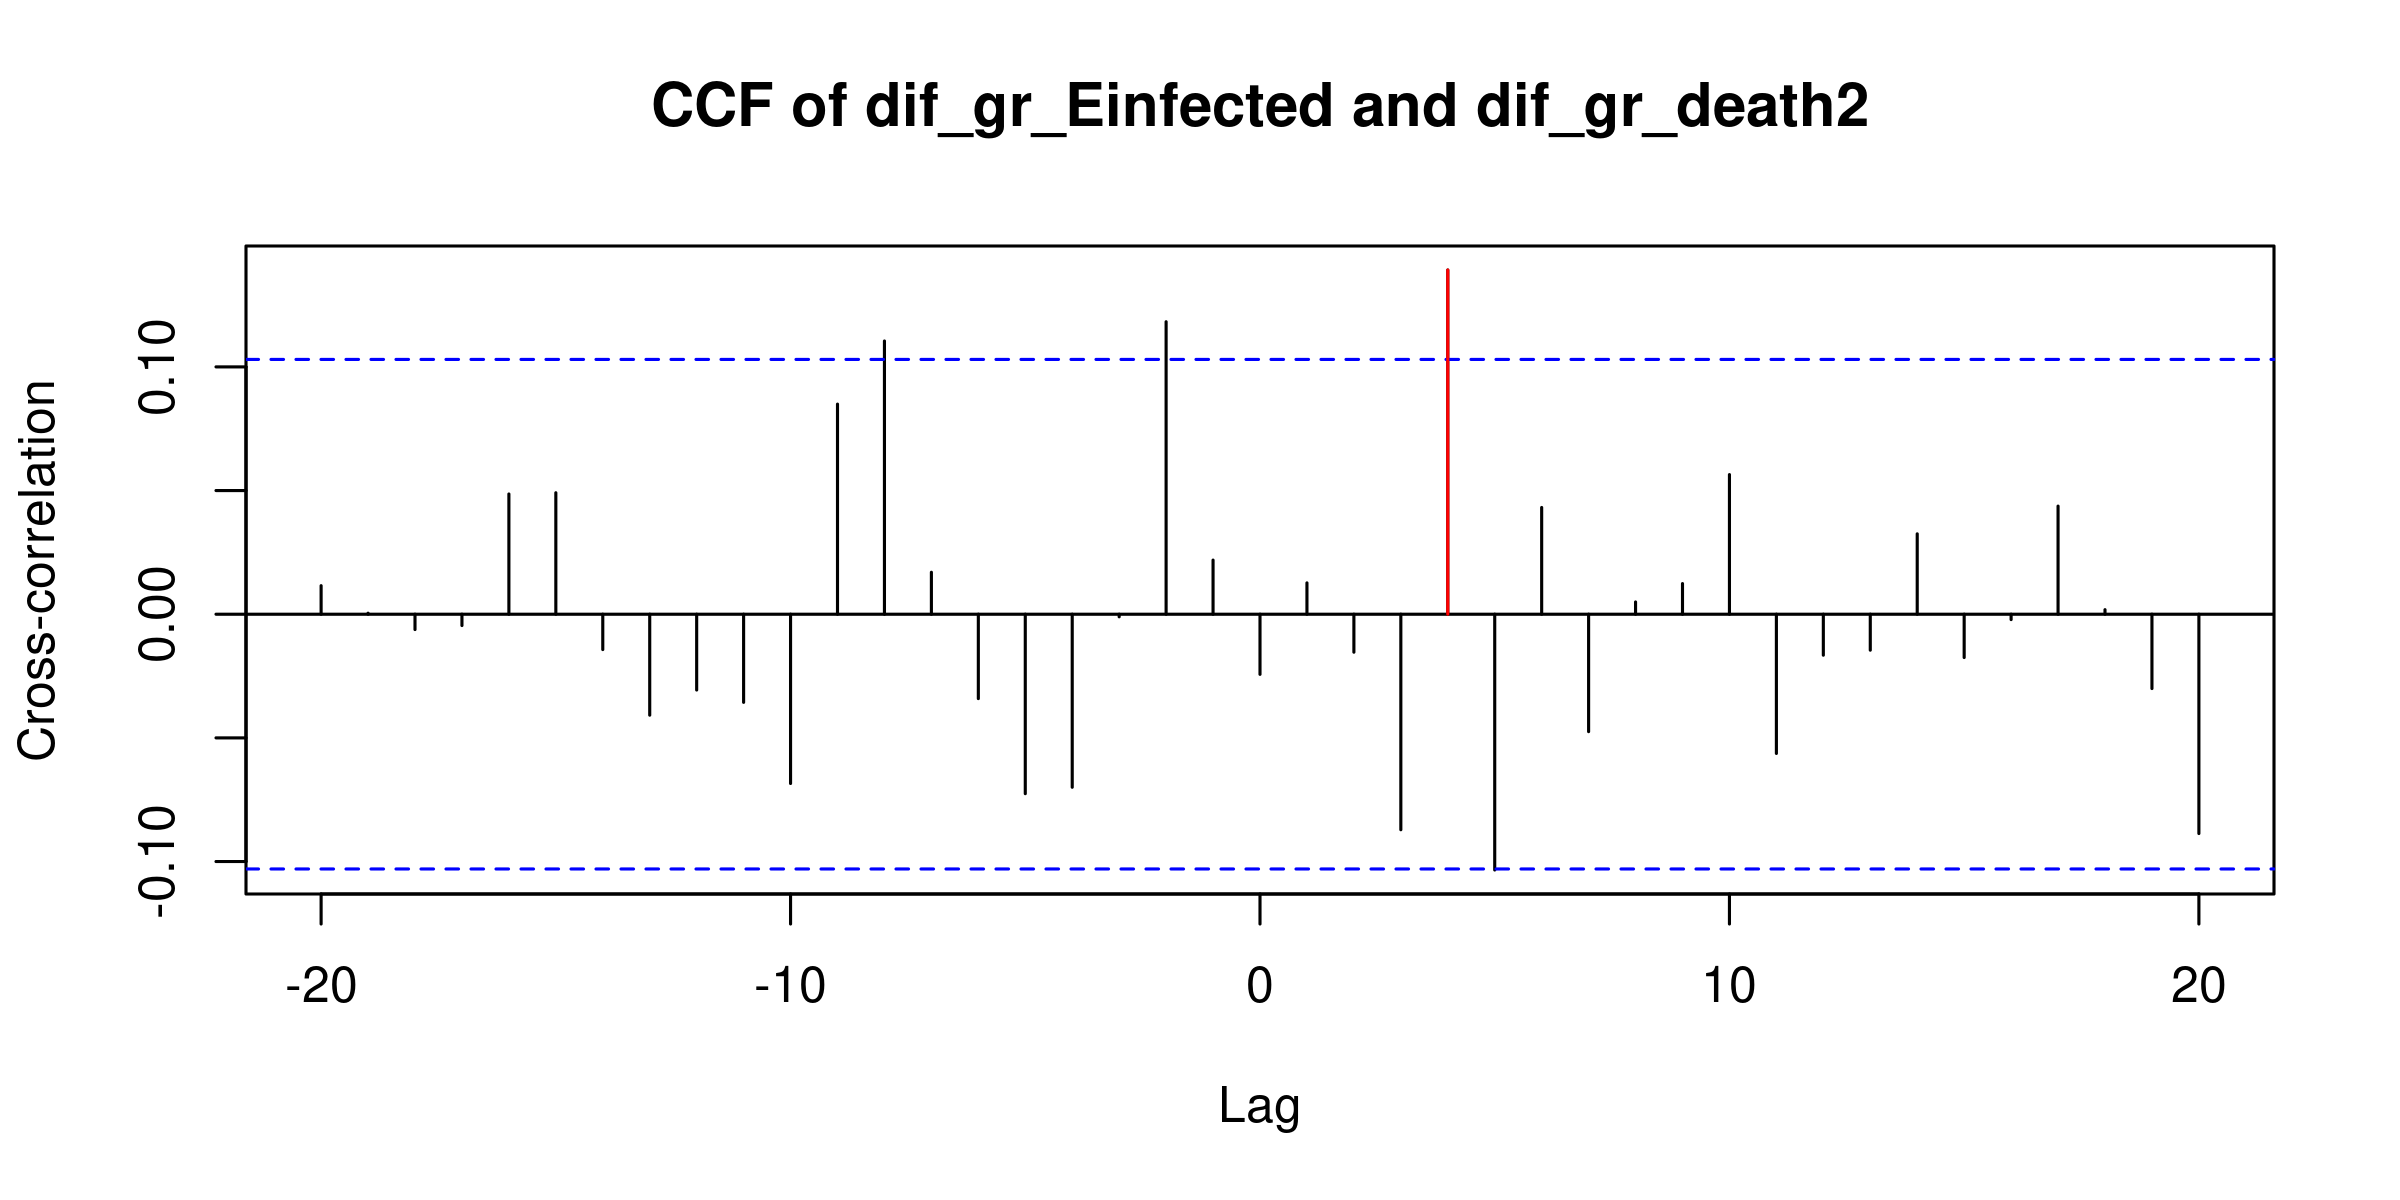 CCF of dif_gr_Einfected and dif_gr_death2
Cross-correlation
0.10
0.00
-0.10
-20
-10
0
10
20
Lag